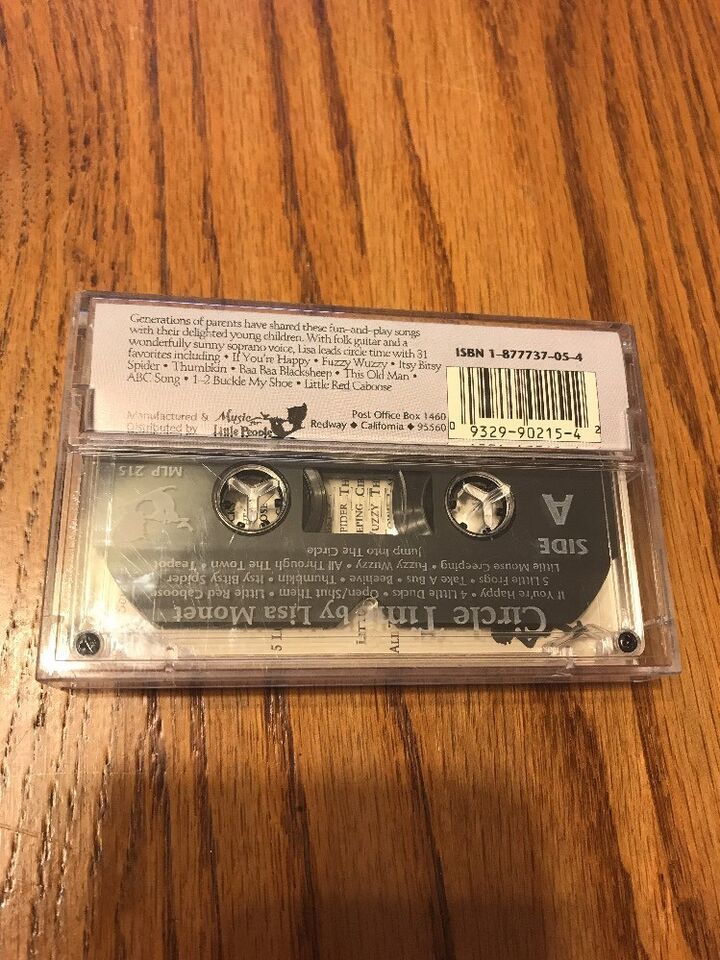 Generations of parents have shared these fun-and-play songs
with their delighted young children. With folk guitar and a
wonderfully sunny soprano voice, Lisa leads circle time with 31
favorites including • If You're Happy • Fuzzy Wuzzy • Itsy Bitsy
Spider • Thumbkin • Baa Baa Blacksheep • This Old Man •
ABC Song • 1-2 Buckle My Shoe • Little Red Caboose
Manufactured &
Distributed by
Music for
Little People
Post Office Box 1460
Redway ◆ California ◆ 95560
ISBN 1-877737-05-4
0 9329-90215-4 2
Circle Time by Lisa Monet
If You're Happy • 4 Little Ducks • Open/Shut Them • Little Red Caboose
5 Little Frogs • Take A Bus • Beehive • Thumbkin • Itsy Bitsy Spider
Little Mouse Creeping • Fuzzy Wuzzy • All Through The Town • Teapot
Jump Into The Circle
SIDE
A
MLP 215